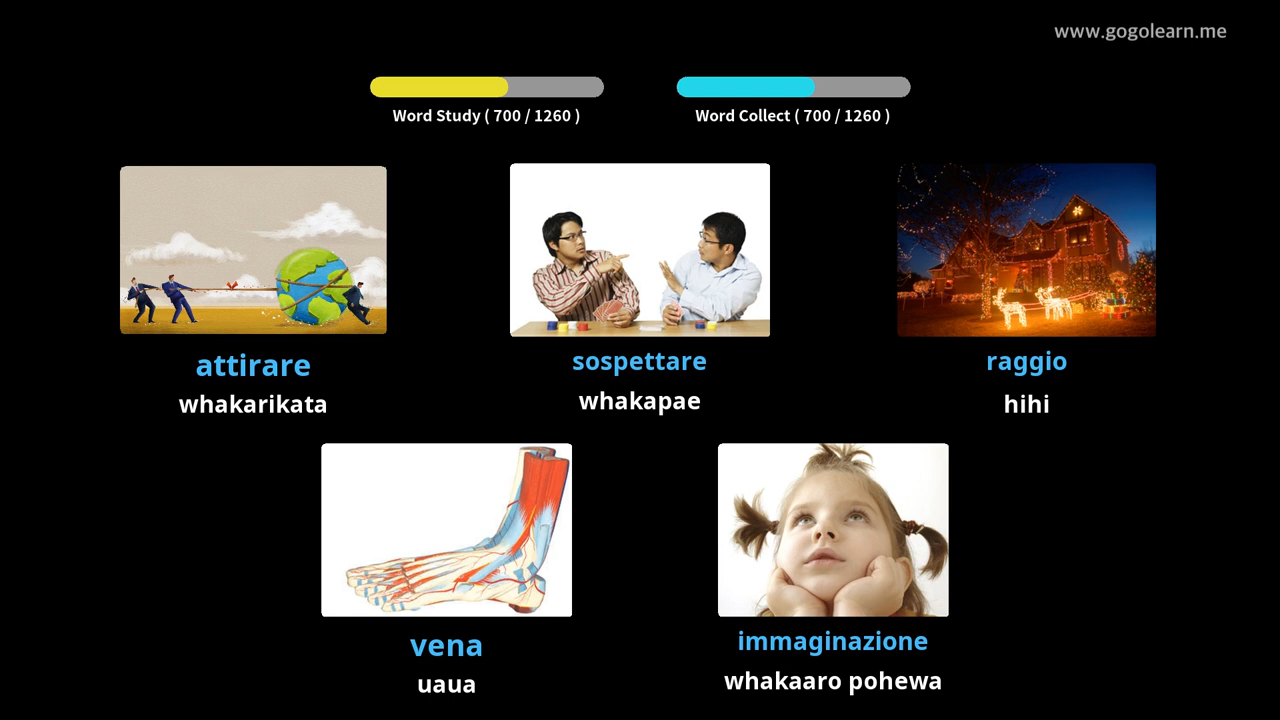 www.gogolearn.me
Word Study ( 700 / 1260 )
Word Collect ( 700 / 1260 )
attirare
whakarikata
sospettare
whakapae
raggio
hihi
vena
uaua
immaginazione
whakaaro pohewa